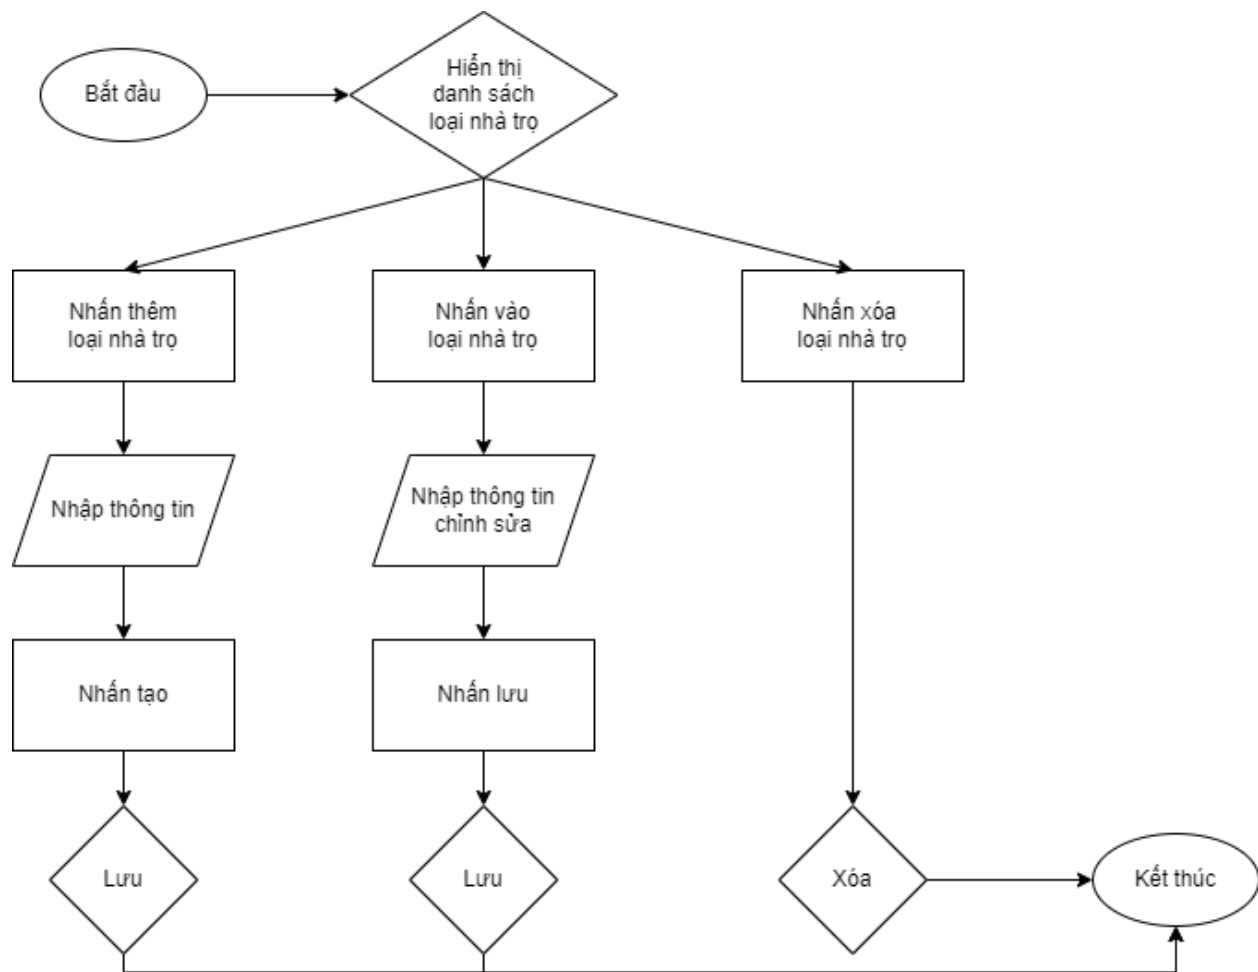 Bắt đầu
Hiển thị
danh sách
loại nhà trọ
Nhấn thêm
loại nhà trọ
Nhấn vào
loại nhà trọ
Nhấn xóa
loại nhà trọ
Nhập thông tin
Nhập thông tin
chỉnh sửa
Nhấn tạo
Nhấn lưu
Lưu
Lưu
Xóa
Kết thúc